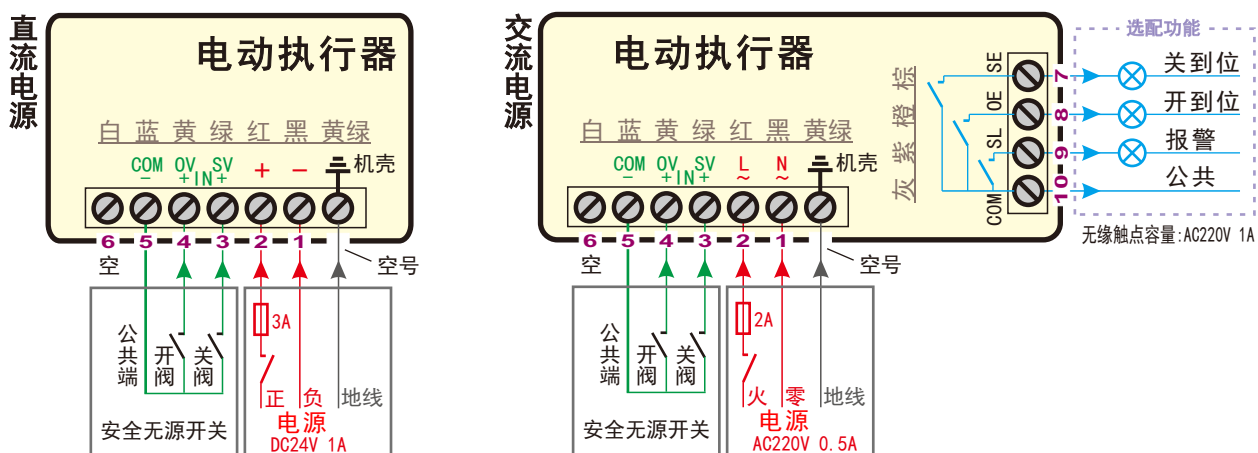 直流电源
电动执行器
白 蓝 黄 绿 红 黑 黄绿
COM OV SV + - 机壳
- + IN +
6 5 4 3 2 1
空 空号
3A
公共端 开阀 关阀
正 负 地线
安全无源开关 电源
DC24V 1A
交流电源
电动执行器
白 蓝 黄 绿 红 黑 黄绿
COM OV SV L N 机壳
- + IN + ~ ~
6 5 4 3 2 1
空 空号
2A
公共端 开阀 关阀
火 零 地线
安全无源开关 电源
AC220V 0.5A
灰 紫 橙 棕
选配功能
SE 7 关到位
OE 8 开到位
SL 9 报警
COM 10 公共
无缘触点容量:AC220V 1A